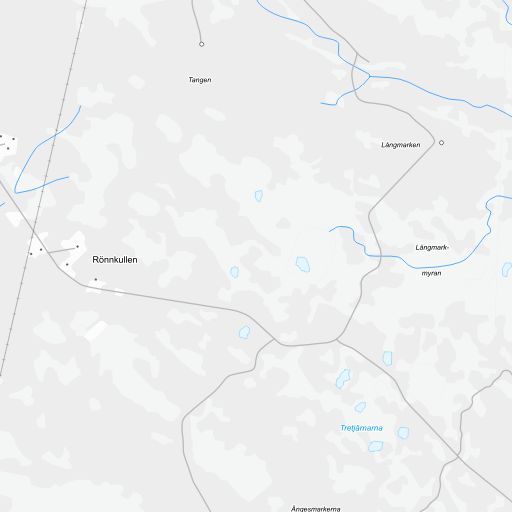 Tangen
Långmarken
Långmark-
myran
Rönnkullen
Tretjärnarna
Ångesmarkerna